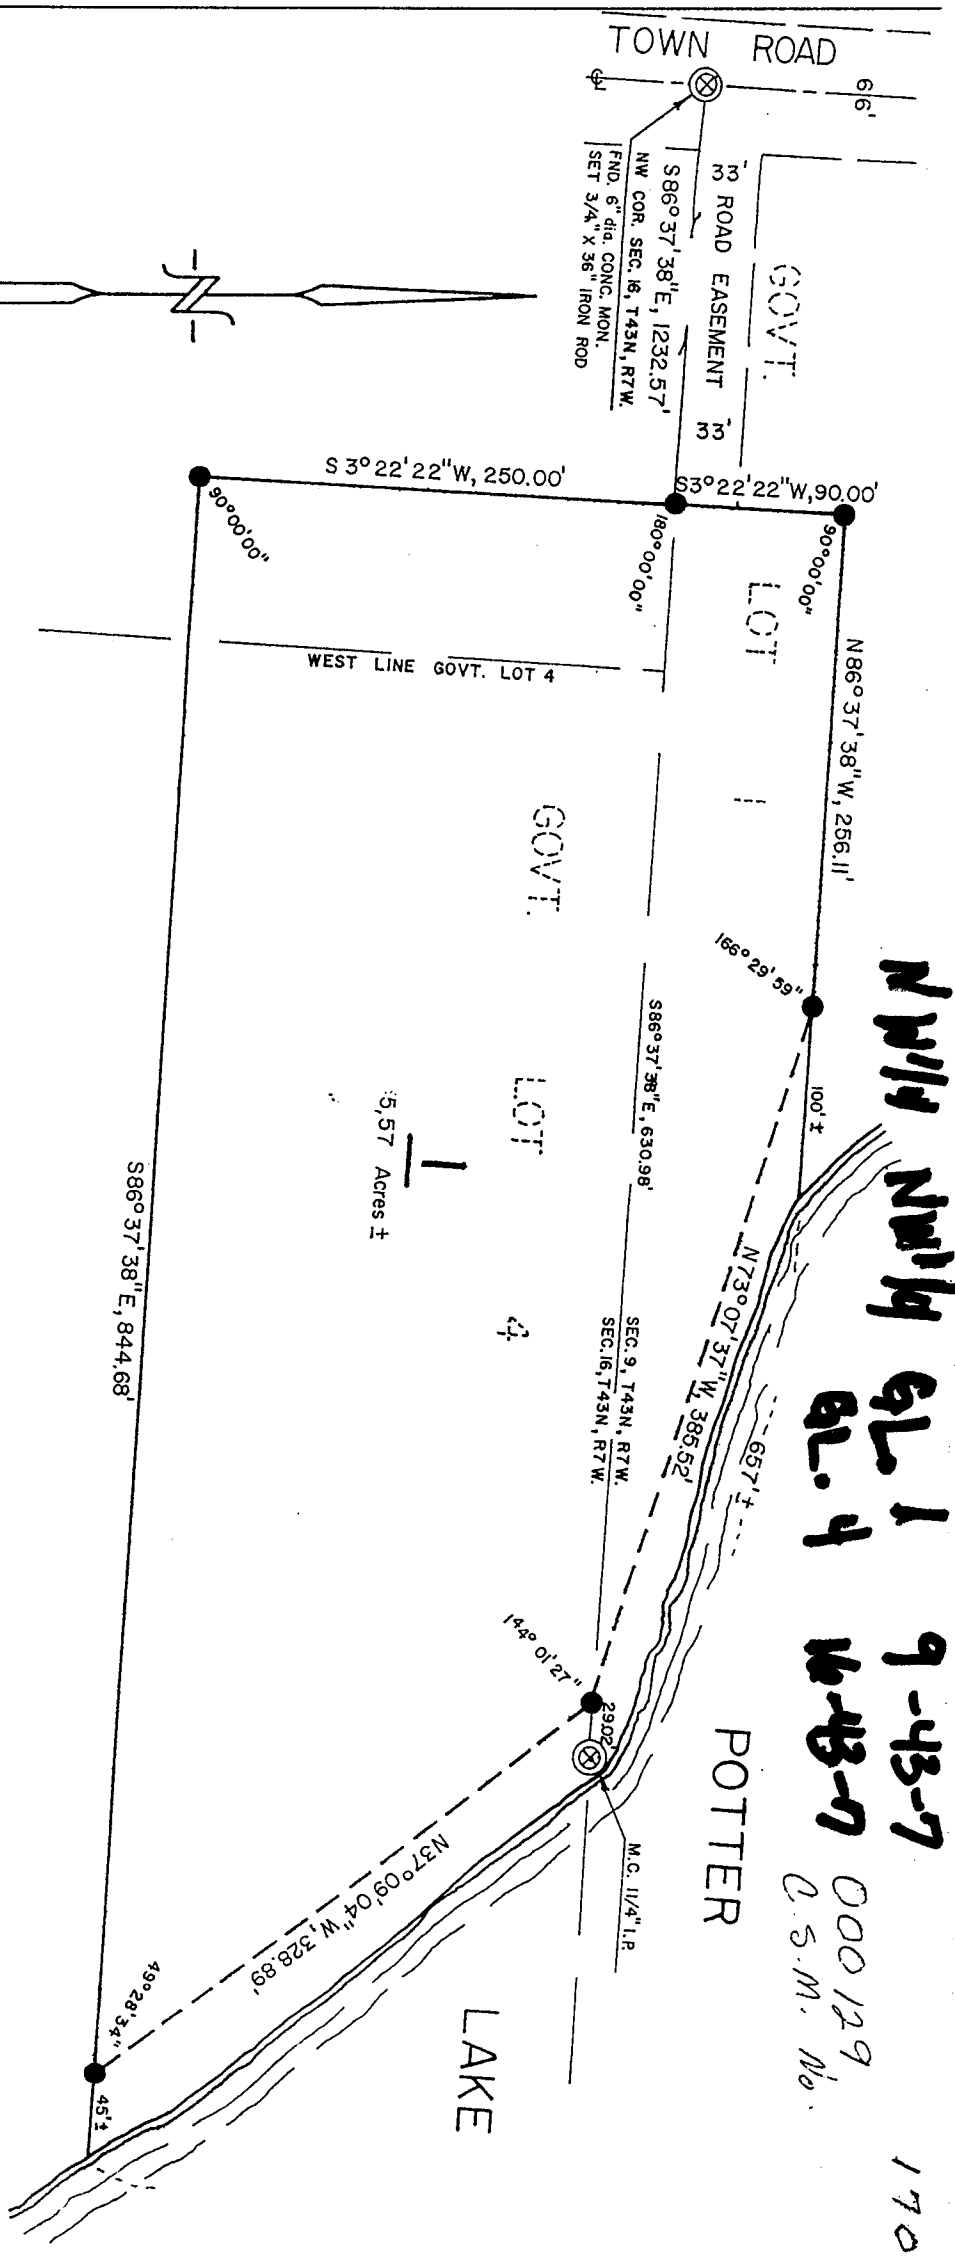 TOWN ROAD
66'
℄
33' ROAD EASEMENT 33'
S86°37'38"E, 1232.57'
NW COR. SEC. 16, T43N, R7W.
FND. 6" dia. CONC. MON.
SET 3/4" X 36" IRON ROD
GOVT.
LOT
1
S 3°22'22"W, 250.00'
S3°22'22"W, 90.00'
90°00'00"
180°00'00"
90°00'00"
WEST LINE GOVT. LOT 4
N86°37'38"W, 256.11'
166°29'59"
100'±
GOVT.
LOT
4
S86°37'38"E, 630.98'
1
5,57 Acres ±
S86°37'38"E, 844.68'
N73°07'37"W, 385.52'
657'±
SEC. 9, T43N, R7W.
SEC. 16, T43N, R7W.
144°01'27"
29.02'
M.C. 1 1/4" I.P.
N37°09'04"W, 328.89'
49°28'34"
45'±
POTTER
LAKE
NW1/4 NW1/4 GL. 1 9-43-7
GL. 4 16-43-7
000129
C.S.M. No. 170